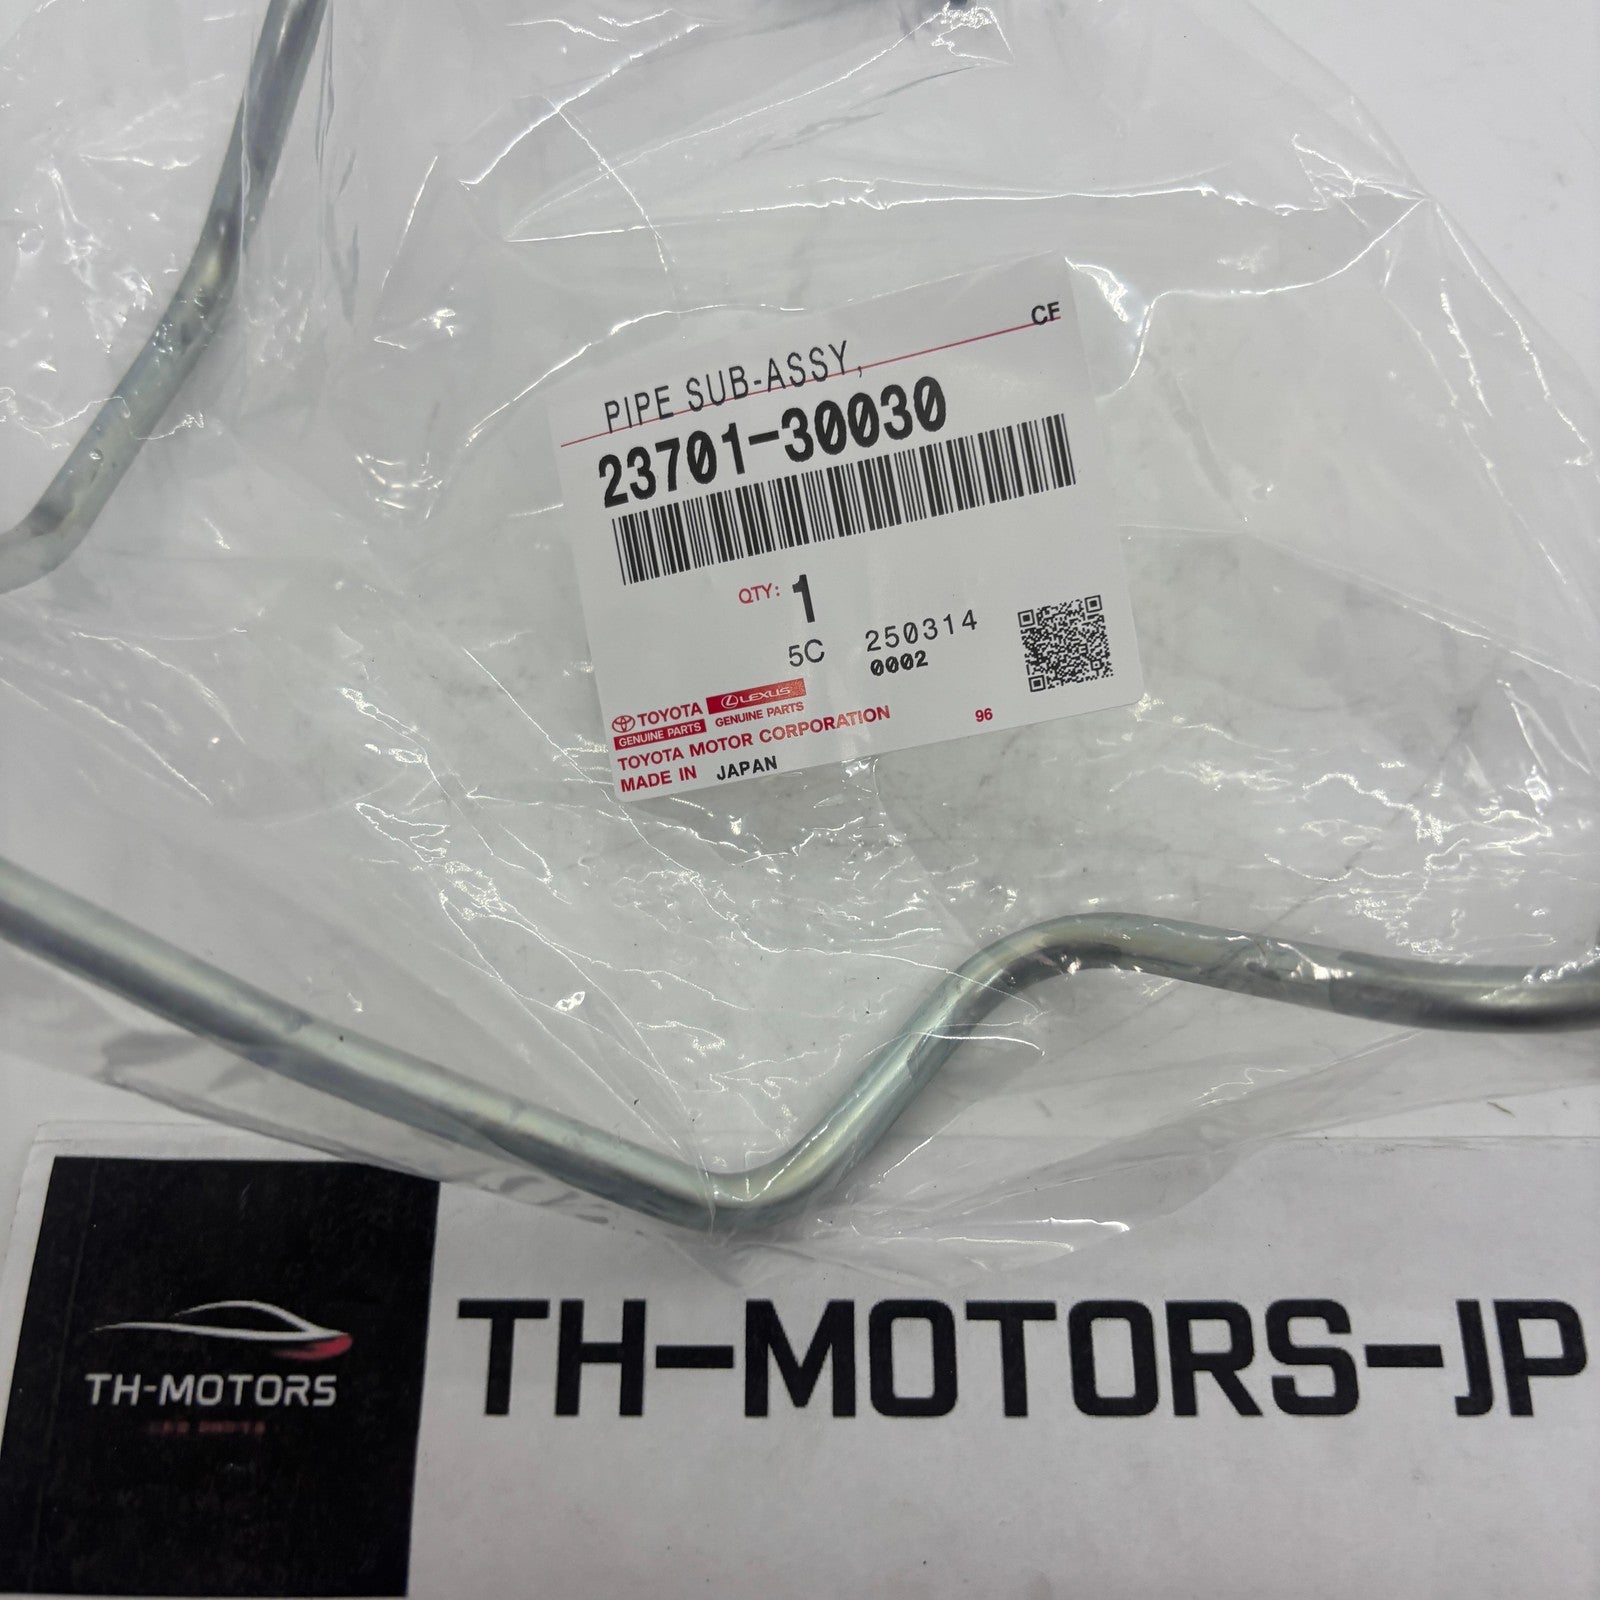 CF
PIPE SUB-ASSY,
23701-30030
QTY: 1
5C 250314
0002
TOYOTA LEXUS
GENUINE PARTS GENUINE PARTS
TOYOTA MOTOR CORPORATION 96
MADE IN JAPAN
TH-MOTORS
TH-MOTORS-JP